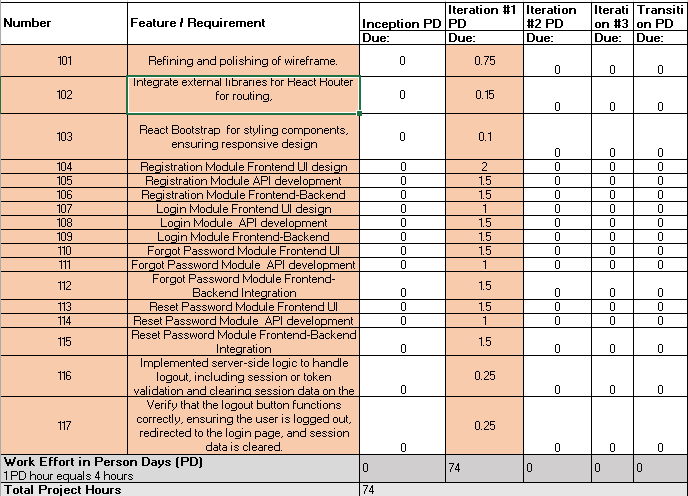 Number Feature / Requirement Inception PD Iteration #1 PD Iteration #2 PD Iterati on #3 Transiti on PD
Due: Due: Due: Due: Due:
101 Refining and polishing of wireframe. 0 0.75 0 0 0
102 Integrate external libraries for React Router for routing, 0 0.15 0 0 0
103 React Bootstrap for styling components, ensuring responsive design 0 0.1 0 0 0
104 Registration Module Frontend UI design 0 2 0 0 0
105 Registration Module API development 0 1.5 0 0 0
106 Registration Module Frontend-Backend 0 1.5 0 0 0
107 Login Module Frontend UI design 0 1 0 0 0
108 Login Module API development 0 1.5 0 0 0
109 Login Module Frontend-Backend 0 1.5 0 0 0
110 Forgot Password Module Frontend UI 0 1.5 0 0 0
111 Forgot Password Module API development 0 1 0 0 0
112 Forgot Password Module Frontend-Backend Integration 0 1.5 0 0 0
113 Reset Password Module Frontend UI 0 1.5 0 0 0
114 Reset Password Module API development 0 1 0 0 0
115 Reset Password Module Frontend-Backend Integration 0 1.5 0 0 0
116 Implemented server-side logic to handle logout, including session or token validation and clearing session data on the 0 0.25 0 0 0
117 Verify that the logout button functions correctly, ensuring the user is logged out, redirected to the login page, and session data is cleared. 0 0.25 0 0 0
Work Effort in Person Days (PD)
1PD hour equals 4 hours 0 74 0 0 0
Total Project Hours 74